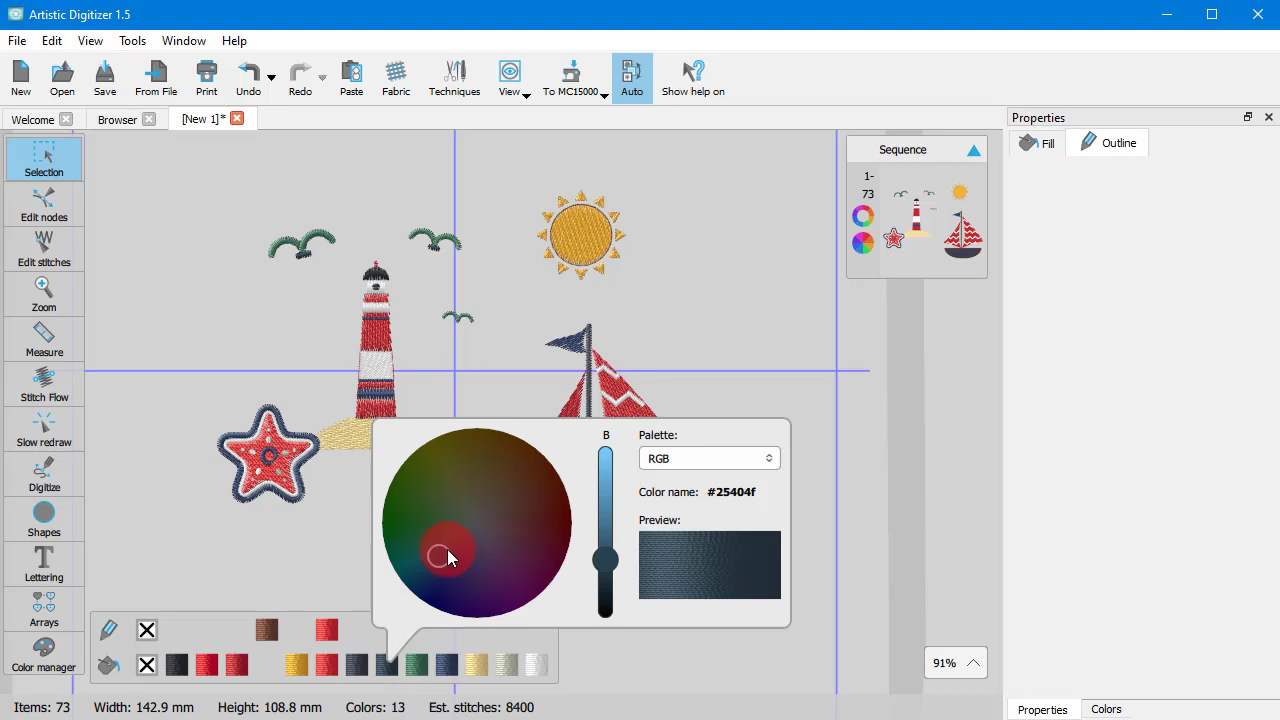 Artistic Digitizer 1.5
File Edit View Tools Window Help
New Open Save From File Print Undo Redo Paste Fabric Techniques View To MC15000 Auto Show help on
Welcome Browser [New 1]* Properties
Fill Outline
Selection
Edit nodes
Edit stitches
Zoom
Measure
Stitch Flow
Slow redraw
Digitize
Shapes
Lettering
Arrays
Color manager
Sequence
1-
73
B Palette:
RGB
Color name: #25404f
Preview:
91%
Items: 73 Width: 142.9 mm Height: 108.8 mm Colors: 13 Est. stitches: 8400
Properties Colors